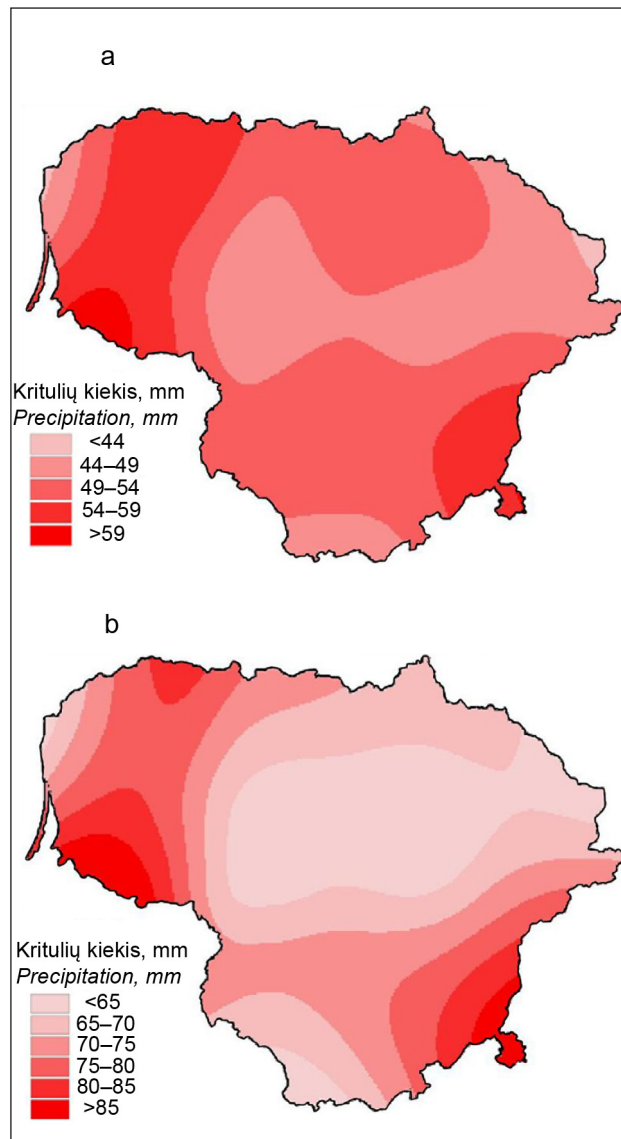 a
Kritulių kiekis, mm
Precipitation, mm
<44
44–49
49–54
54–59
>59
b
Kritulių kiekis, mm
Precipitation, mm
<65
65–70
70–75
75–80
80–85
>85